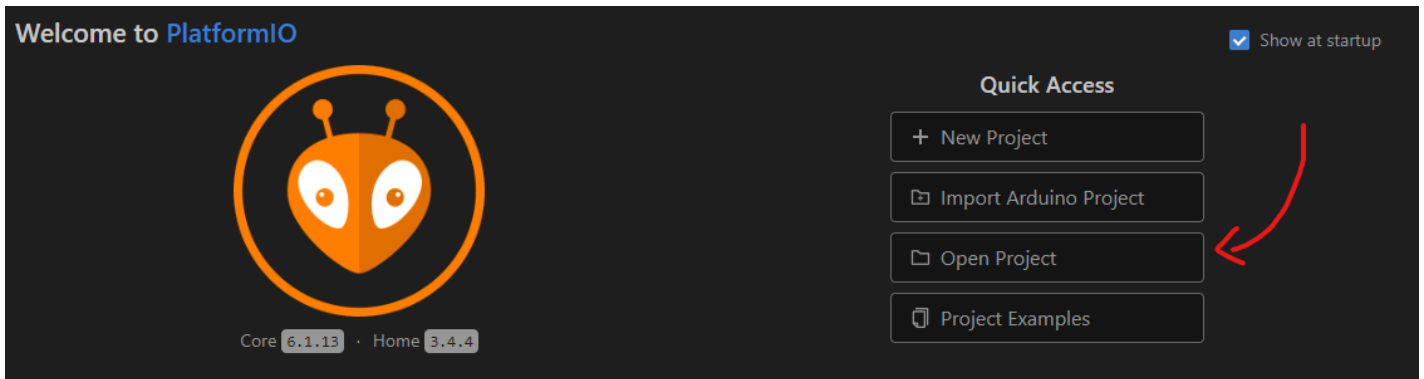 Welcome to PlatformIO
Show at startup
Quick Access
+ New Project
Import Arduino Project
Open Project
Project Examples
Core 6.1.13 · Home 3.4.4